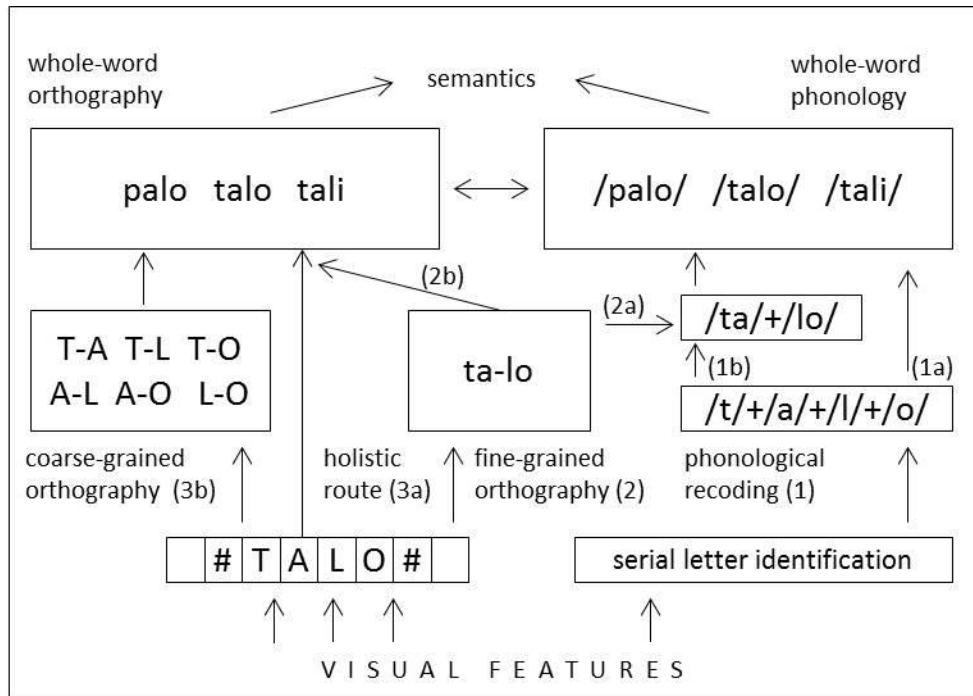 whole-word
orthography
semantics
whole-word
phonology
palo talo tali
/palo/ /talo/ /tali/
(2b)
(2a)
/ta/+/lo/
T-A T-L T-O
A-L A-O L-O
ta-lo
(1b)
(1a)
/t/+/a/+/l/+/o/
coarse-grained
orthography (3b)
holistic
route (3a)
fine-grained
orthography (2)
phonological
recoding (1)
# T A L O #
serial letter identification
VISUAL FEATURES